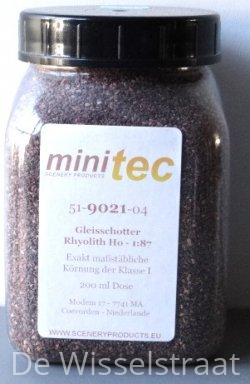 minitec
SCENERY PRODUCTS
51-9021-04
Gleisschotter
Rhyolith H0 - 1:87
Exakt maßstäbliche
Körnung der Klasse I
200 ml Dose
Modem 17 - 7741 MA
Coevorden - Niederlande
WWW.SCENERYPRODUCTS.EU
De Wisselstraat